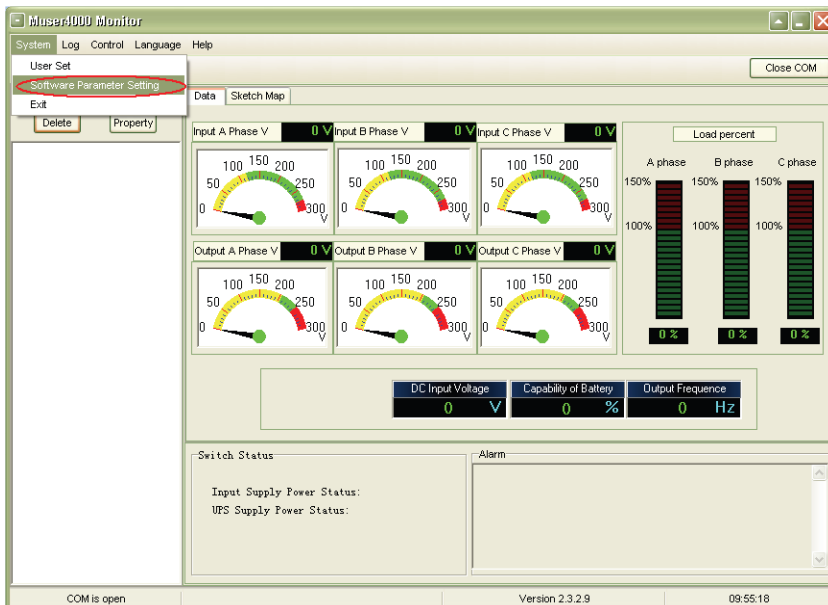 Muser4000 Monitor
System Log Control Language Help
User Set
Software Parameter Setting
Exit
Close COM
Delete Property
Data Sketch Map
Input A Phase V 0 V Input B Phase V 0 V Input C Phase V 0 V
0 50 100 150 200 250 300 V
0 50 100 150 200 250 300 V
0 50 100 150 200 250 300 V
Output A Phase V 0 V Output B Phase V 0 V Output C Phase V 0 V
0 50 100 150 200 250 300 V
0 50 100 150 200 250 300 V
0 50 100 150 200 250 300 V
Load percent
A phase B phase C phase
150% 150% 150%
100% 100% 100%
0 % 0 % 0 %
DC Input Voltage Capability of Battery Output Frequence
0 V 0 % 0 Hz
Switch Status
Input Supply Power Status:
UPS Supply Power Status:
Alarm
COM is open Version 2.3.2.9 09:55:18